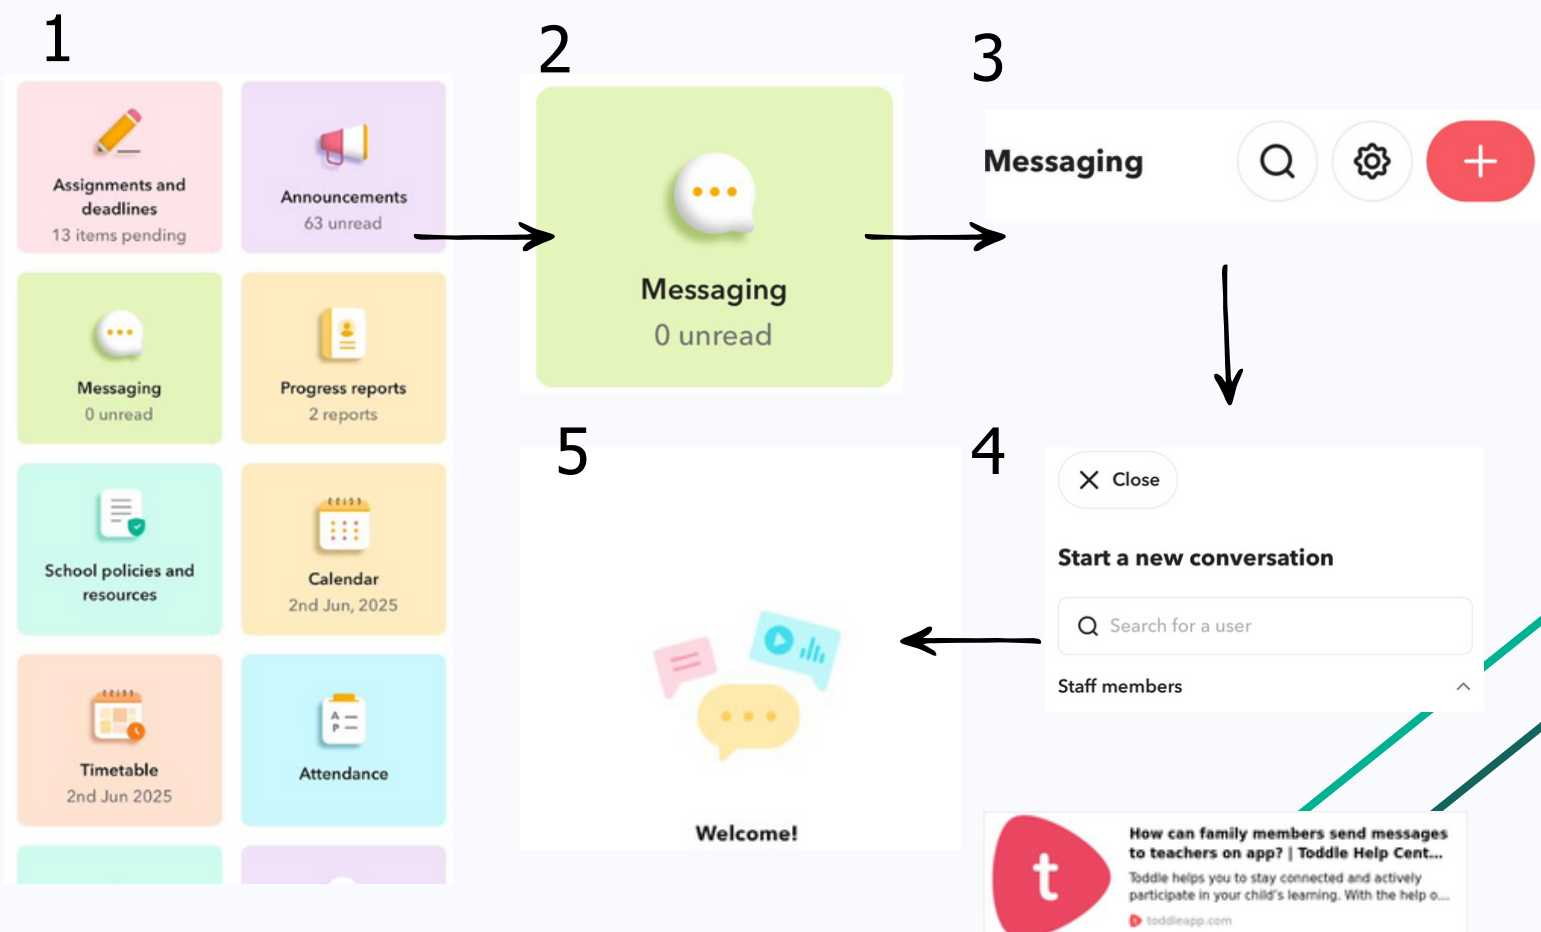 1
Assignments and
deadlines
13 items pending
Announcements
63 unread
Messaging
0 unread
Progress reports
2 reports
School policies and
resources
Calendar
2nd Jun, 2025
Timetable
2nd Jun 2025
A
P
Attendance
2
Messaging
0 unread
3
Messaging
4
Close
Start a new conversation
Search for a user
Staff members
5
Welcome!
t
How can family members send messages
to teachers on app? | Toddle Help Cent...
Toddle helps you to stay connected and actively
participate in your child's learning. With the help o...
toddleapp.com